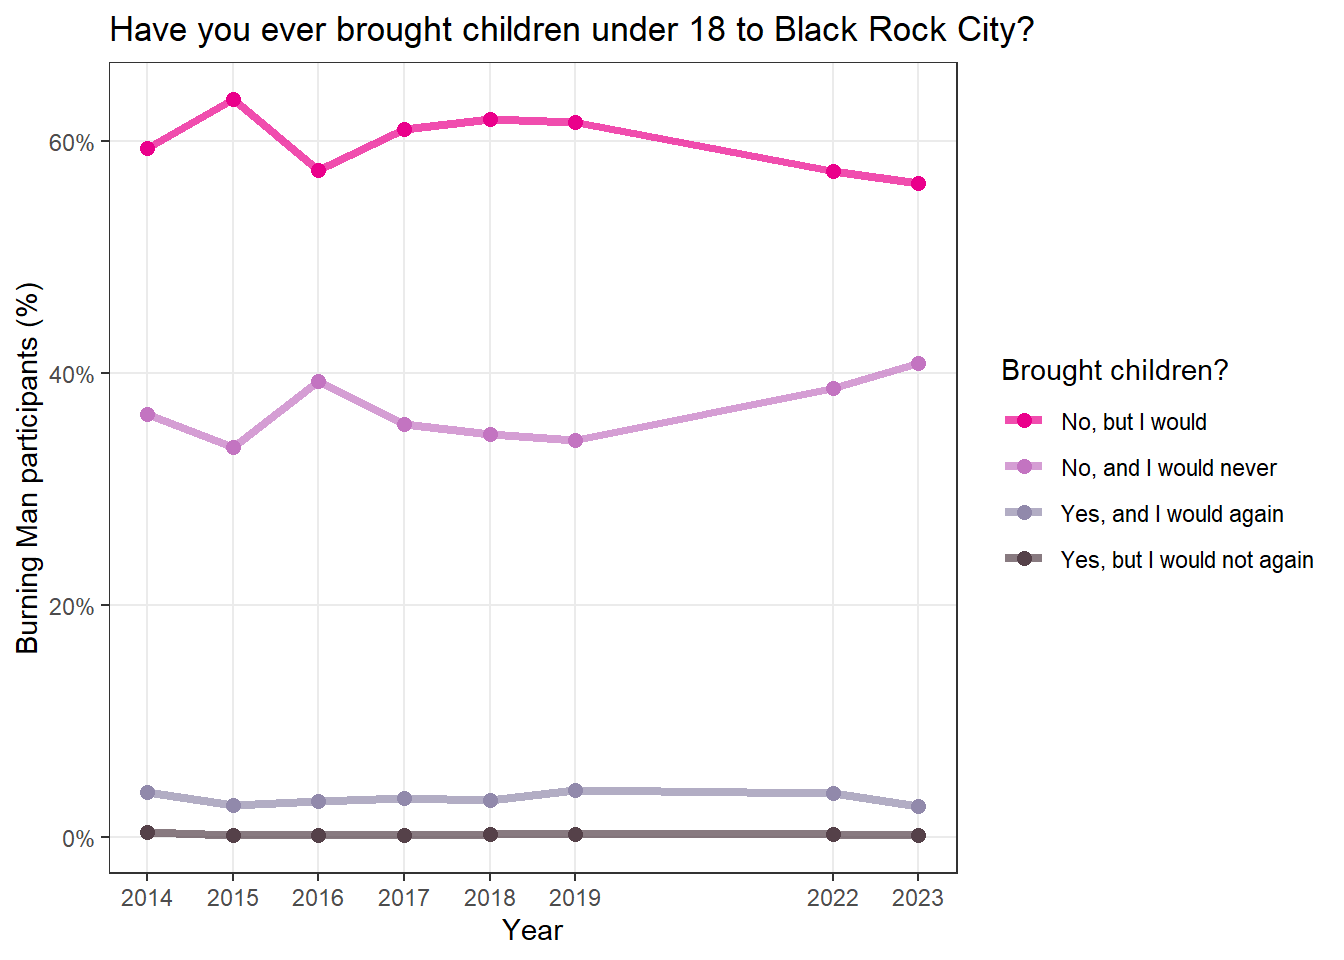 Have you ever brought children under 18 to Black Rock City?
Burning Man participants (%)
60%
40%
20%
0%
2014 2015 2016 2017 2018 2019 2022 2023
Year
Brought children?
No, but I would
No, and I would never
Yes, and I would again
Yes, but I would not again